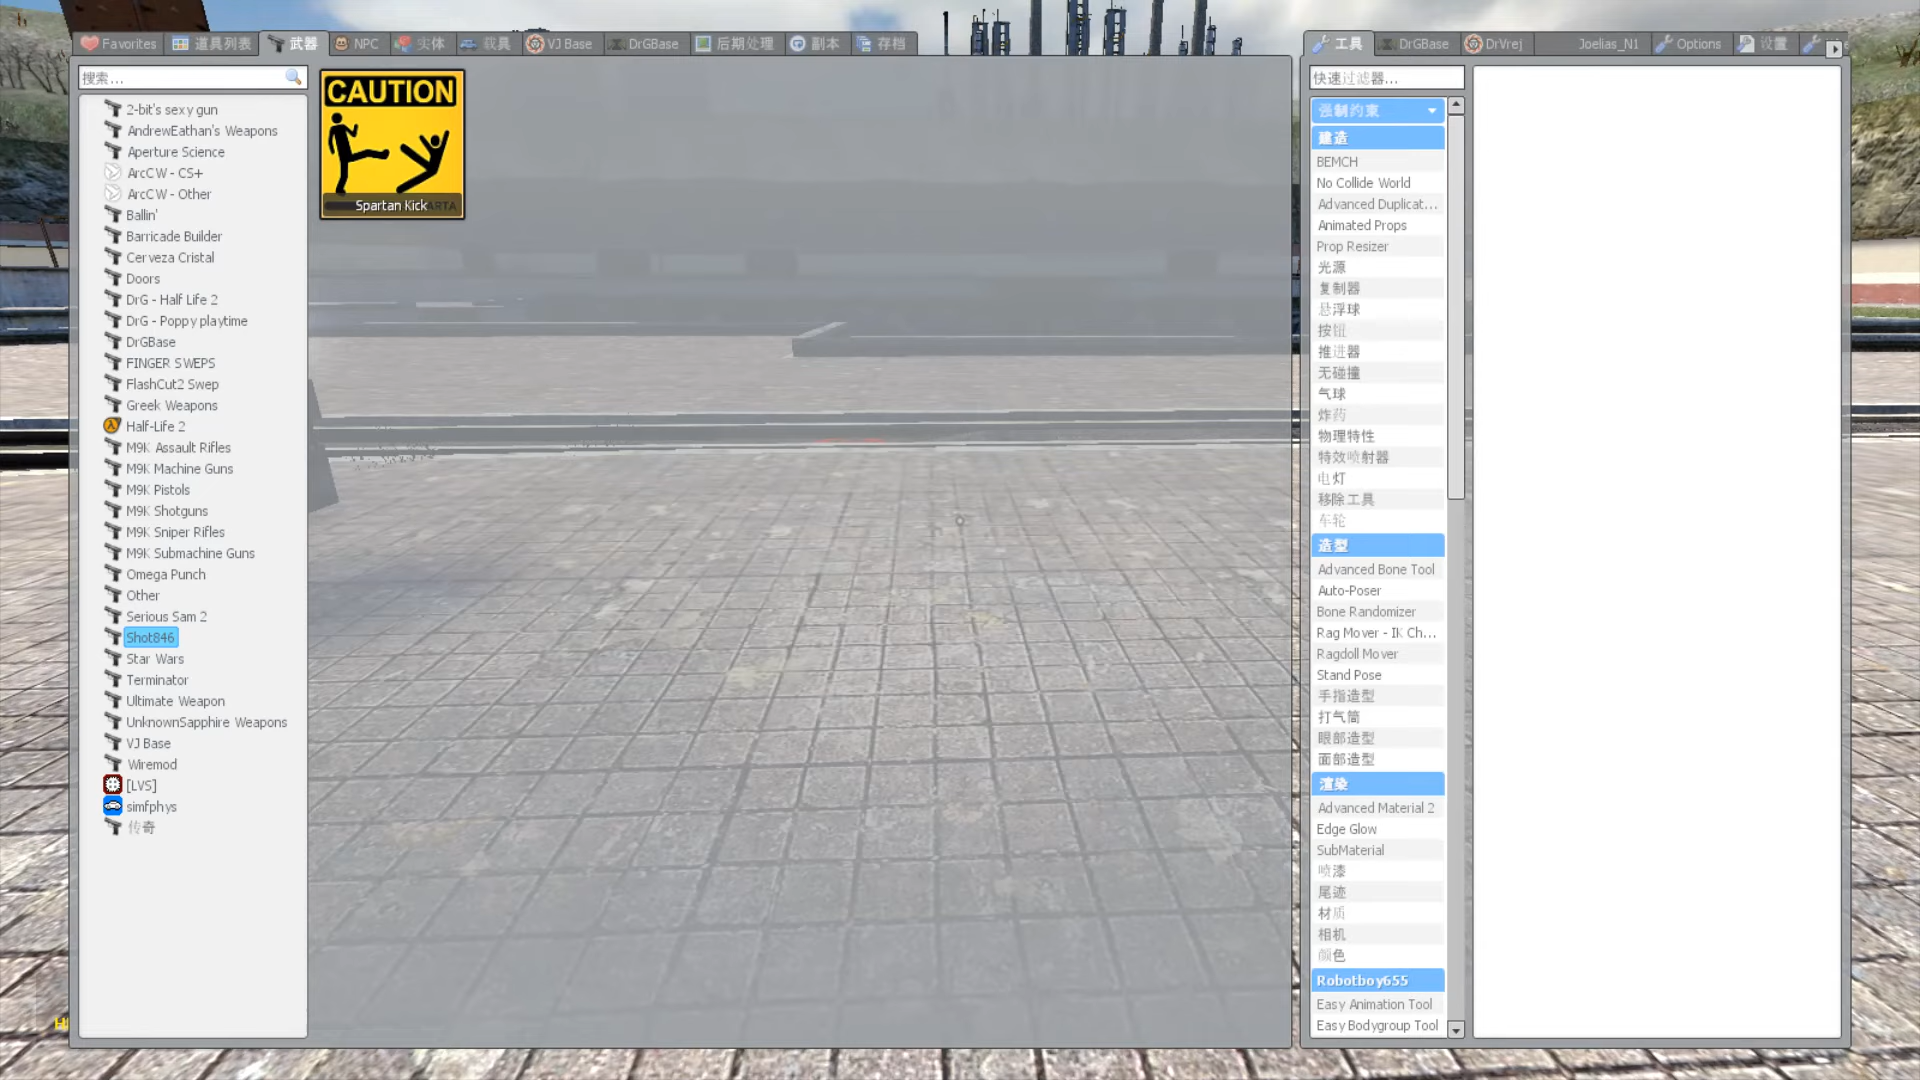 Favorites
道具列表
武器
NPC
实体
载具
VJ Base
DrGBase
后期处理
副本
存档
搜索...
2-bit's sexy gun
AndrewEathan's Weapons
Aperture Science
ArcCW - CS+
ArcCW - Other
Ballin'
Barricade Builder
Cerveza Cristal
Doors
DrG - Half Life 2
DrG - Poppy playtime
DrGBase
FINGER SWEPS
FlashCut2 Swep
Greek Weapons
Half-Life 2
M9K Assault Rifles
M9K Machine Guns
M9K Pistols
M9K Shotguns
M9K Sniper Rifles
M9K Submachine Guns
Omega Punch
Other
Serious Sam 2
Shot846
Star Wars
Terminator
Ultimate Weapon
UnknownSapphire Weapons
VJ Base
Wiremod
[LVS]
simfphys
传奇
CAUTION
Spartan Kick
工具
DrGBase
DrVrej
Joelias_N1
Options
设置
快速过滤器...
强制约束
建造
BEMCH
No Collide World
Advanced Duplicat...
Animated Props
Prop Resizer
光源
复制器
悬浮球
按钮
推进器
无碰撞
气球
炸药
物理特性
特效喷射器
电灯
移除工具
车轮
造型
Advanced Bone Tool
Auto-Poser
Bone Randomizer
Rag Mover - IK Ch...
Ragdoll Mover
Stand Pose
手指造型
打气筒
眼部造型
面部造型
渲染
Advanced Material 2
Edge Glow
SubMaterial
喷漆
尾迹
材质
相机
颜色
Robotboy655
Easy Animation Tool
Easy Bodygroup Tool